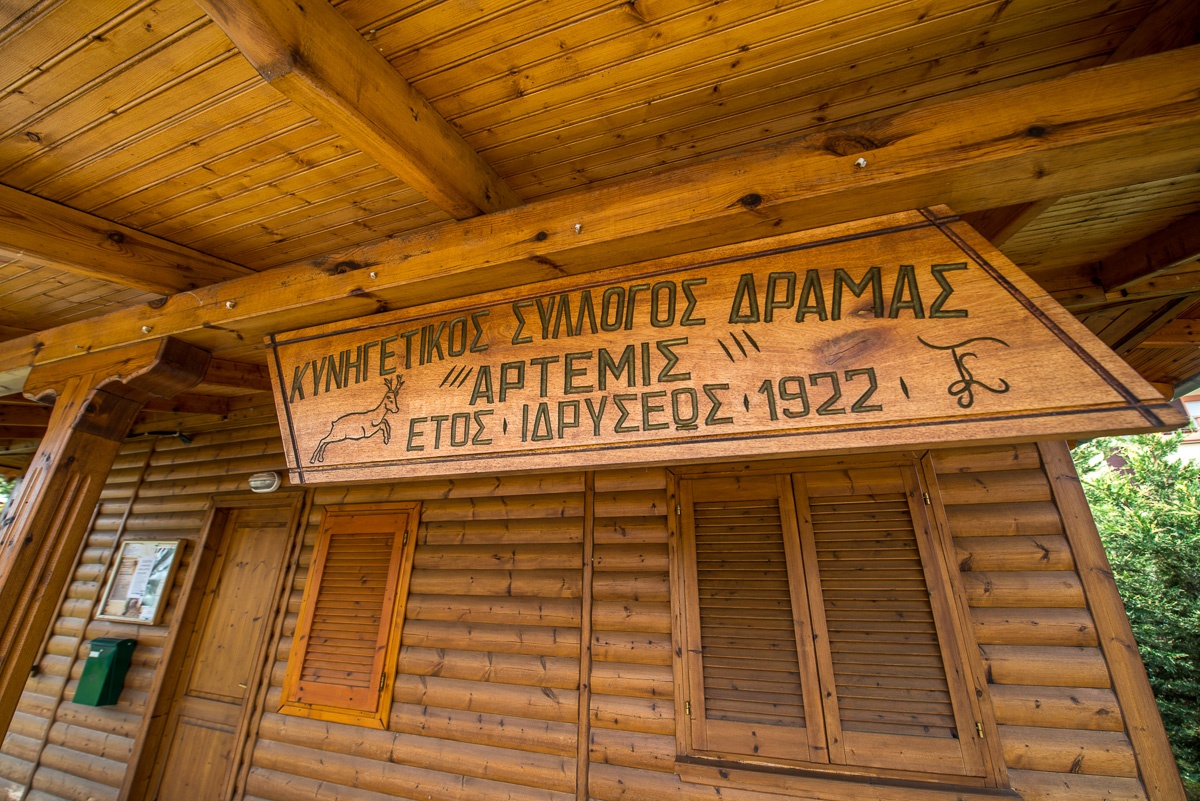 ΚΥΝΗΓΕΤΙΚΟΣ ΣΥΛΛΟΓΟΣ ΔΡΑΜΑΣ
"ΑΡΤΕΜΙΣ"
ΕΤΟΣ · ΙΔΡΥΣΕΩΣ · 1922 ·